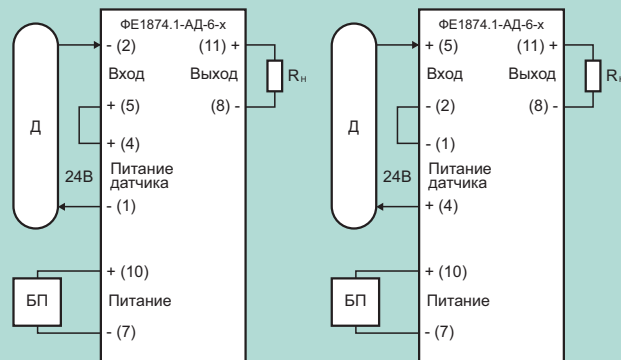 ФЕ1874.1-АД-6-х
- (2) (11) +
Вход Выход
Rн
+ (5) (8) -
Д
+ (4)
Питание
датчика
24В
- (1)
+ (10)
БП Питание
- (7)
ФЕ1874.1-АД-6-х
+ (5) (11) +
Вход Выход
- (2) (8) -
Д
- (1)
Питание
датчика
24В
+ (4)
+ (10)
БП Питание
- (7)